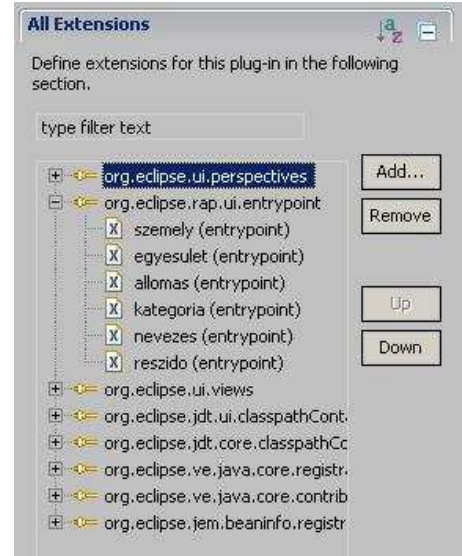 All Extensions
Define extensions for this plug-in in the following
section.
type filter text
org.eclipse.ui.perspectives
Add...
org.eclipse.rap.ui.entrypoint
Remove
szemely (entrypoint)
egyesulet (entrypoint)
allomas (entrypoint)
kategoria (entrypoint)
Up
nevezes (entrypoint)
Down
reszido (entrypoint)
org.eclipse.ui.views
org.eclipse.jdt.ui.classpathCont
org.eclipse.jdt.core.classpathCc
org.eclipse.ve.java.core.registr
org.eclipse.ve.java.core.contrib
org.eclipse.jem.beaninfo.registr